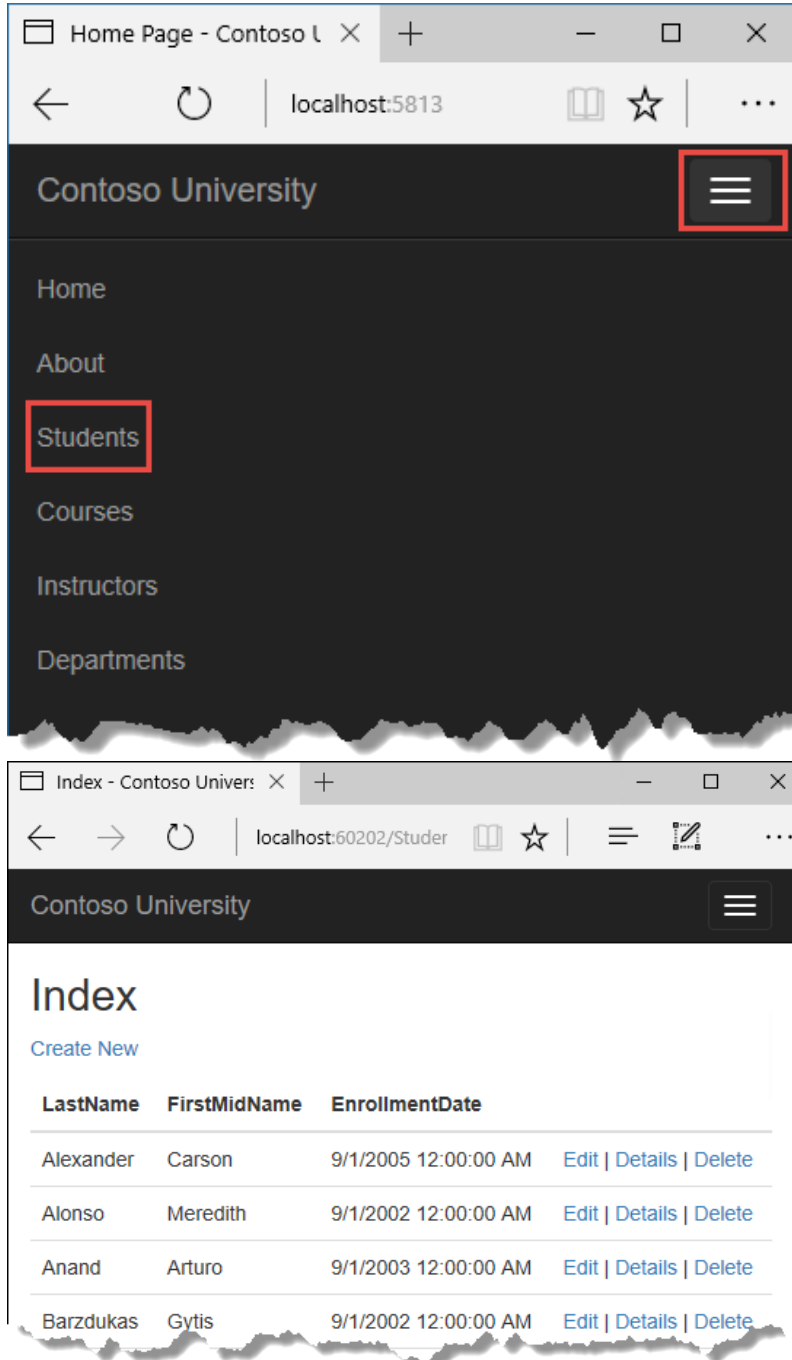 Home Page - Contoso U
localhost:5813
Contoso University
Home
About
Students
Courses
Instructors
Departments
Index - Contoso Univers
localhost:60202/Studer
Contoso University
Index
Create New
LastName FirstMidName EnrollmentDate
Alexander Carson 9/1/2005 12:00:00 AM Edit | Details | Delete
Alonso Meredith 9/1/2002 12:00:00 AM Edit | Details | Delete
Anand Arturo 9/1/2003 12:00:00 AM Edit | Details | Delete
Barzdukas Gytis 9/1/2002 12:00:00 AM Edit | Details | Delete